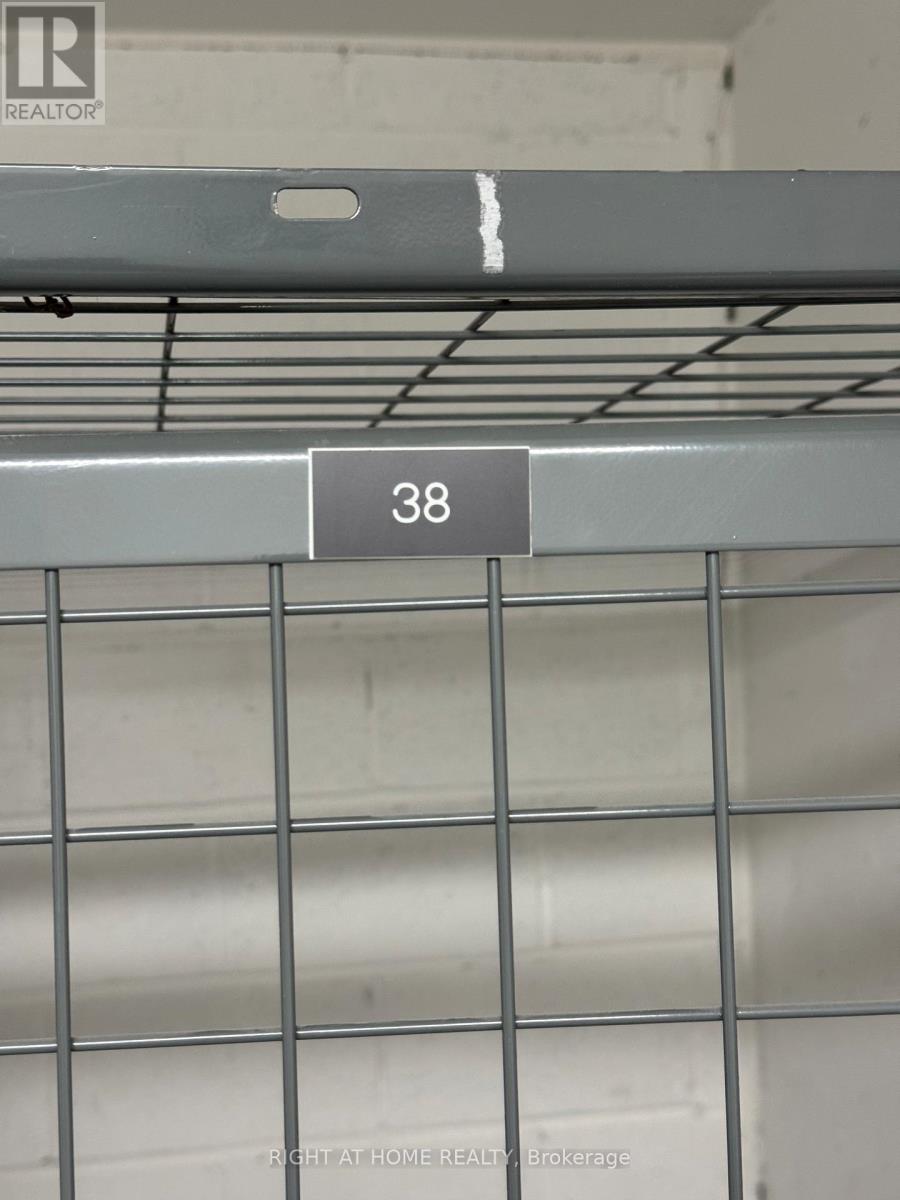 R
REALTOR®
38
RIGHT AT HOME REALTY, Brokerage